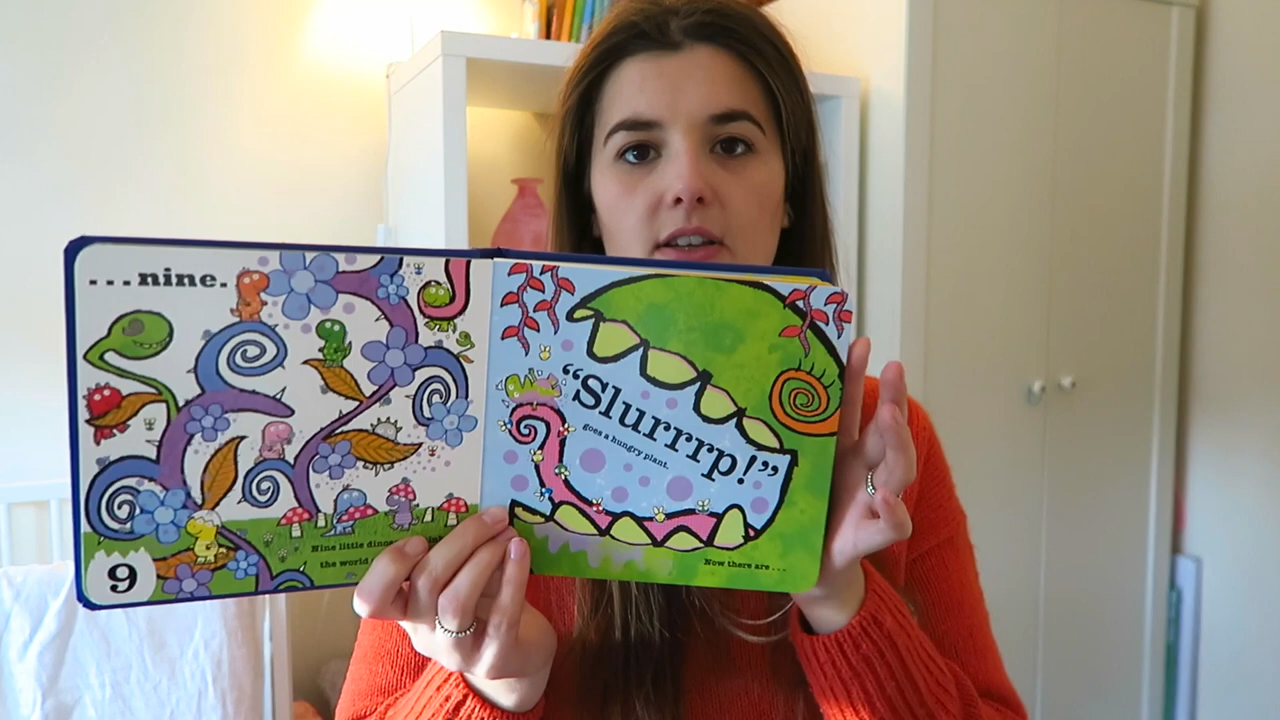 ...nine.
Nine little dino
the world
9
"Slurrrp!"
goes a hungry plant.
Now there are...